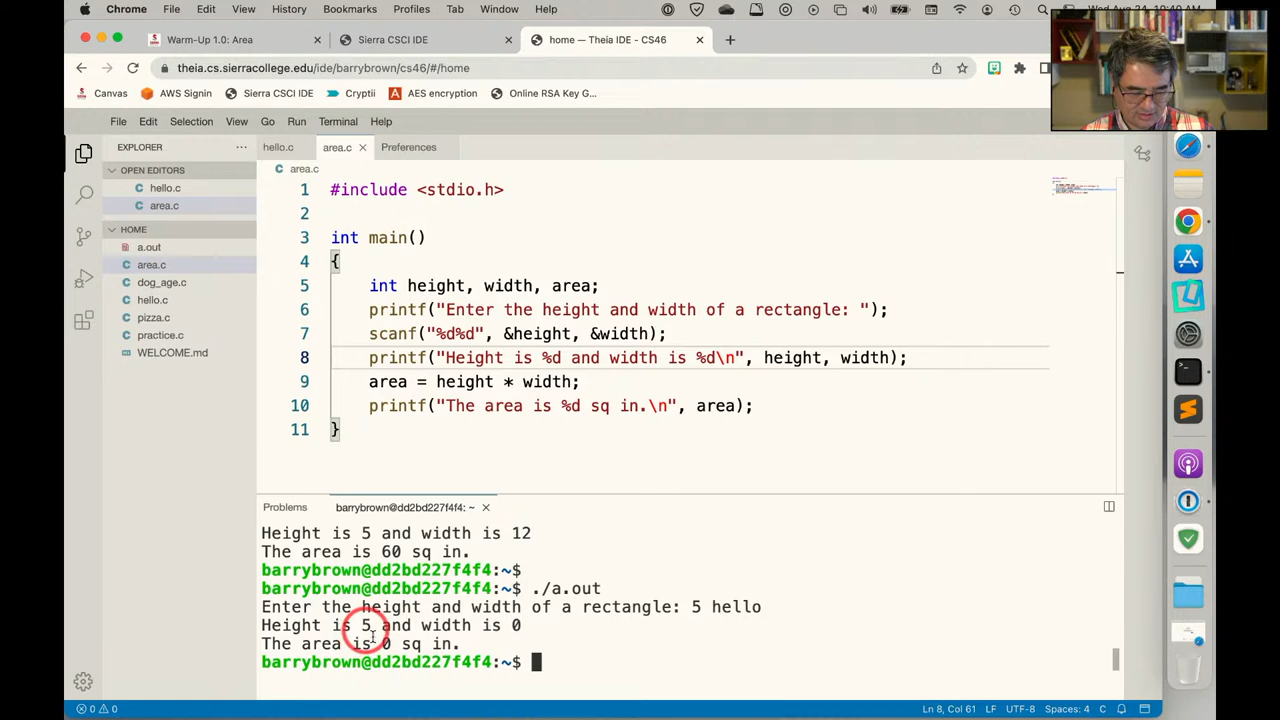 Chrome File Edit View History Bookmarks Profiles Tab Window Help Wed Aug 24 10:40 AM
Warm-Up 1.0: Area Sierra CSCI IDE home — Theia IDE - CS46
theia.cs.sierracollege.edu/ide/barrybrown/cs46/#/home
Canvas AWS Signin Sierra CSCI IDE Cryptii AES encryption Online RSA Key G...
File Edit Selection View Go Run Terminal Help
EXPLORER
OPEN EDITORS
hello.c
area.c
HOME
a.out
area.c
dog_age.c
hello.c
pizza.c
practice.c
WELCOME.md
hello.c area.c Preferences
area.c
1 #include <stdio.h>
2
3 int main()
4 {
5 int height, width, area;
6 printf("Enter the height and width of a rectangle: ");
7 scanf("%d%d", &height, &width);
8 printf("Height is %d and width is %d\n", height, width);
9 area = height * width;
10 printf("The area is %d sq in.\n", area);
11 }
Problems barrybrown@dd2bd227f4f4: ~
Height is 5 and width is 12
The area is 60 sq in.
barrybrown@dd2bd227f4f4:~$
barrybrown@dd2bd227f4f4:~$ ./a.out
Enter the height and width of a rectangle: 5 hello
Height is 5 and width is 0
The area is 0 sq in.
barrybrown@dd2bd227f4f4:~$
0 0 Ln 8, Col 61 LF UTF-8 Spaces: 4 C